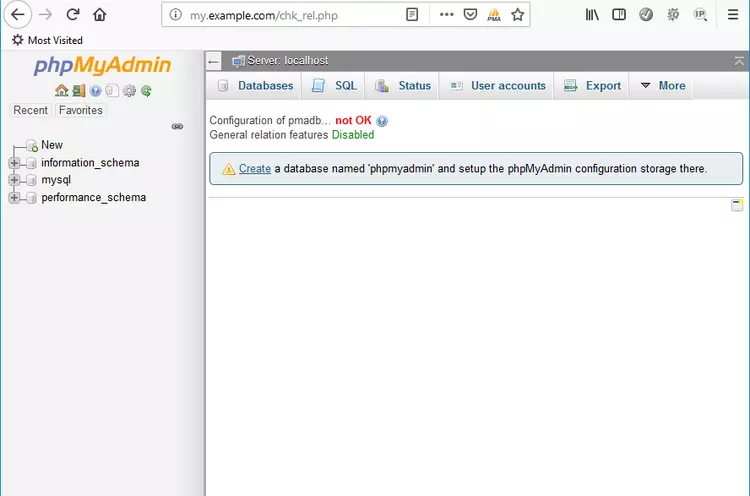 my.example.com/chk_rel.php
PMA
IP
Most Visited
phpMyAdmin
Recent Favorites
New
information_schema
mysql
performance_schema
Server: localhost
Databases SQL Status User accounts Export More
Configuration of pmadb... not OK
General relation features Disabled
Create a database named 'phpmyadmin' and setup the phpMyAdmin configuration storage there.